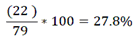 (22)/79 * 100 = 27.8%